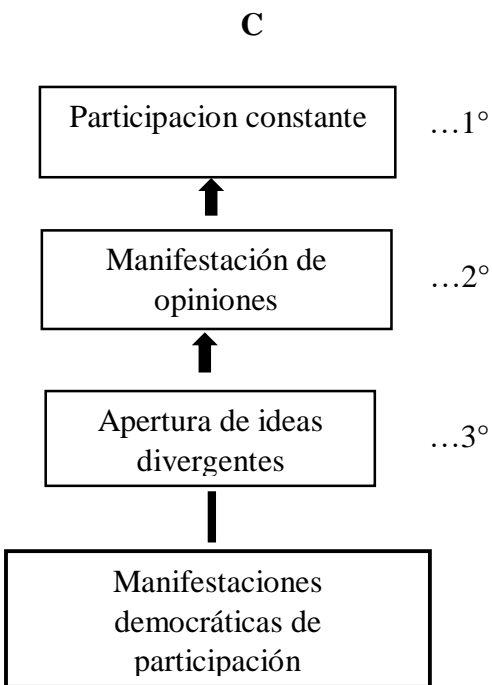 C
Participacion constante
…1°
Manifestación de
opiniones
…2°
Apertura de ideas
divergentes
…3°
Manifestaciones
democráticas de
participación